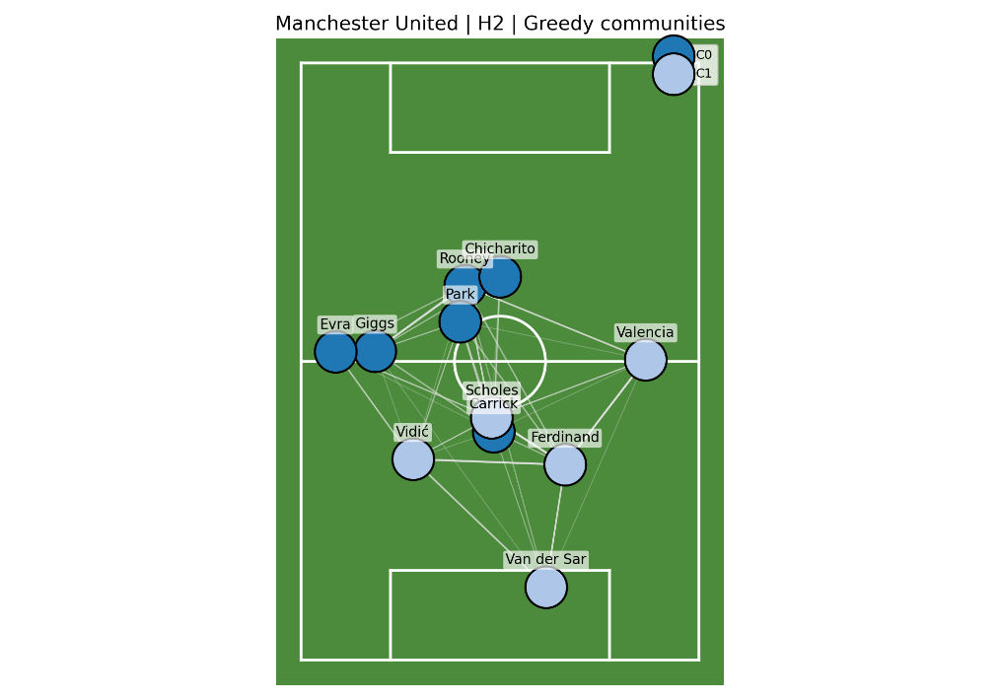 Manchester United | H2 | Greedy communities
C0
C1
Chicharito
Rooney
Park
Evra
Giggs
Valencia
Scholes
Carrick
Vidić
Ferdinand
Van der Sar